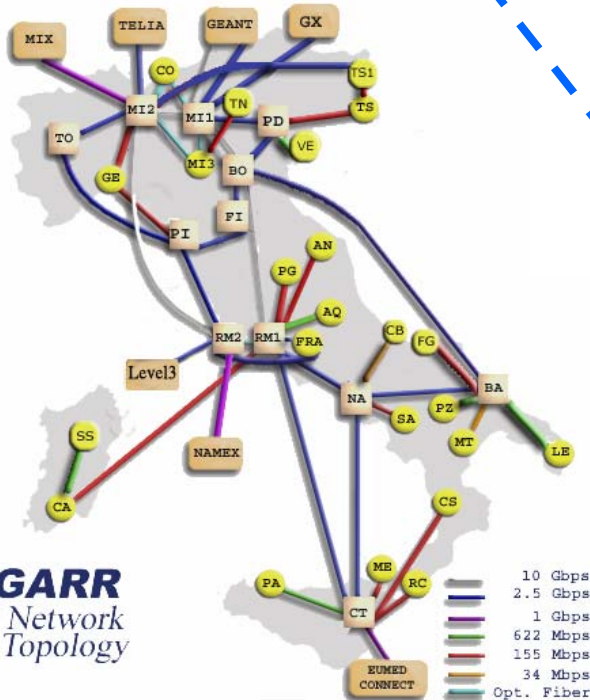 MIX
TELIA
GEANT
GX
CO
TS1
MI2
MI1
TN
PD
TS
TO
VE
MI3
BO
GE
FI
PI
AN
PG
AQ
RM2
RM1
FRA
CB
FG
Level3
NA
BA
PZ
SA
MT
LE
NAMEX
SS
CA
CS
ME
PA
RC
CT
EUMED
CONNECT
GARR
Network
Topology
10 Gbps
2.5 Gbps
1 Gbps
622 Mbps
155 Mbps
34 Mbps
Opt. Fiber